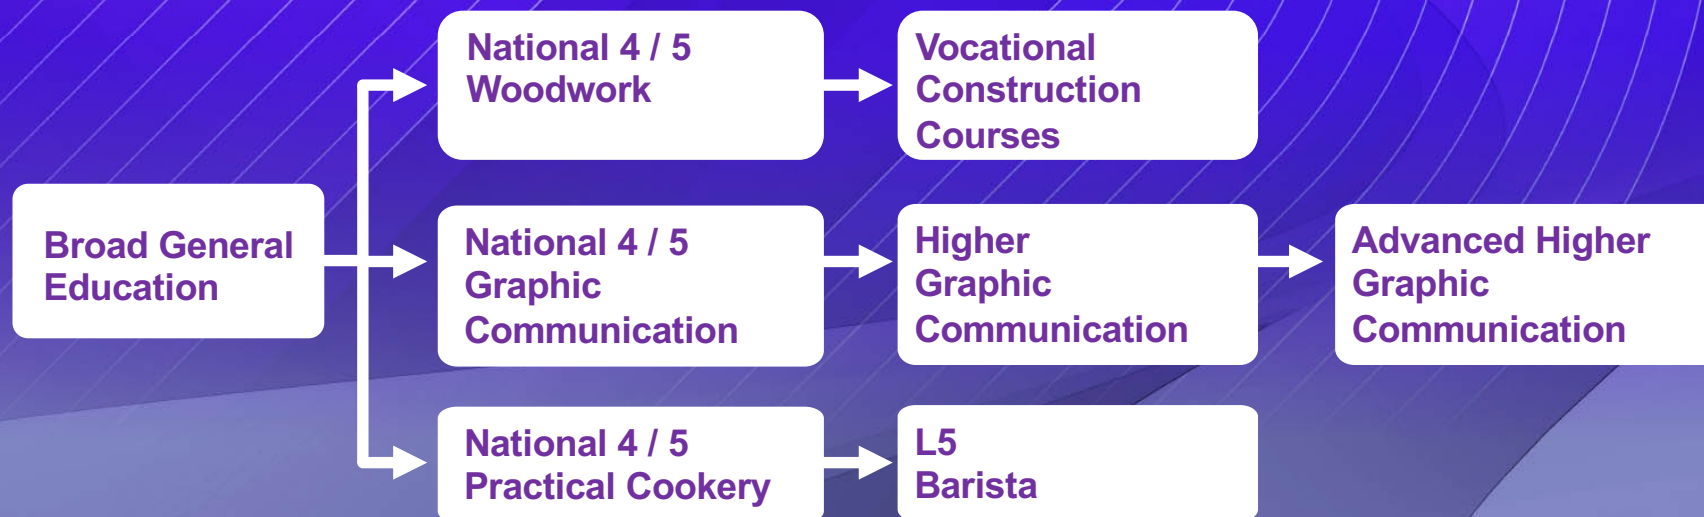 National 4 / 5
Woodwork
Vocational
Construction
Courses
Broad General
Education
National 4 / 5
Graphic
Communication
Higher
Graphic
Communication
Advanced Higher
Graphic
Communication
National 4 / 5
Practical Cookery
L5
Barista